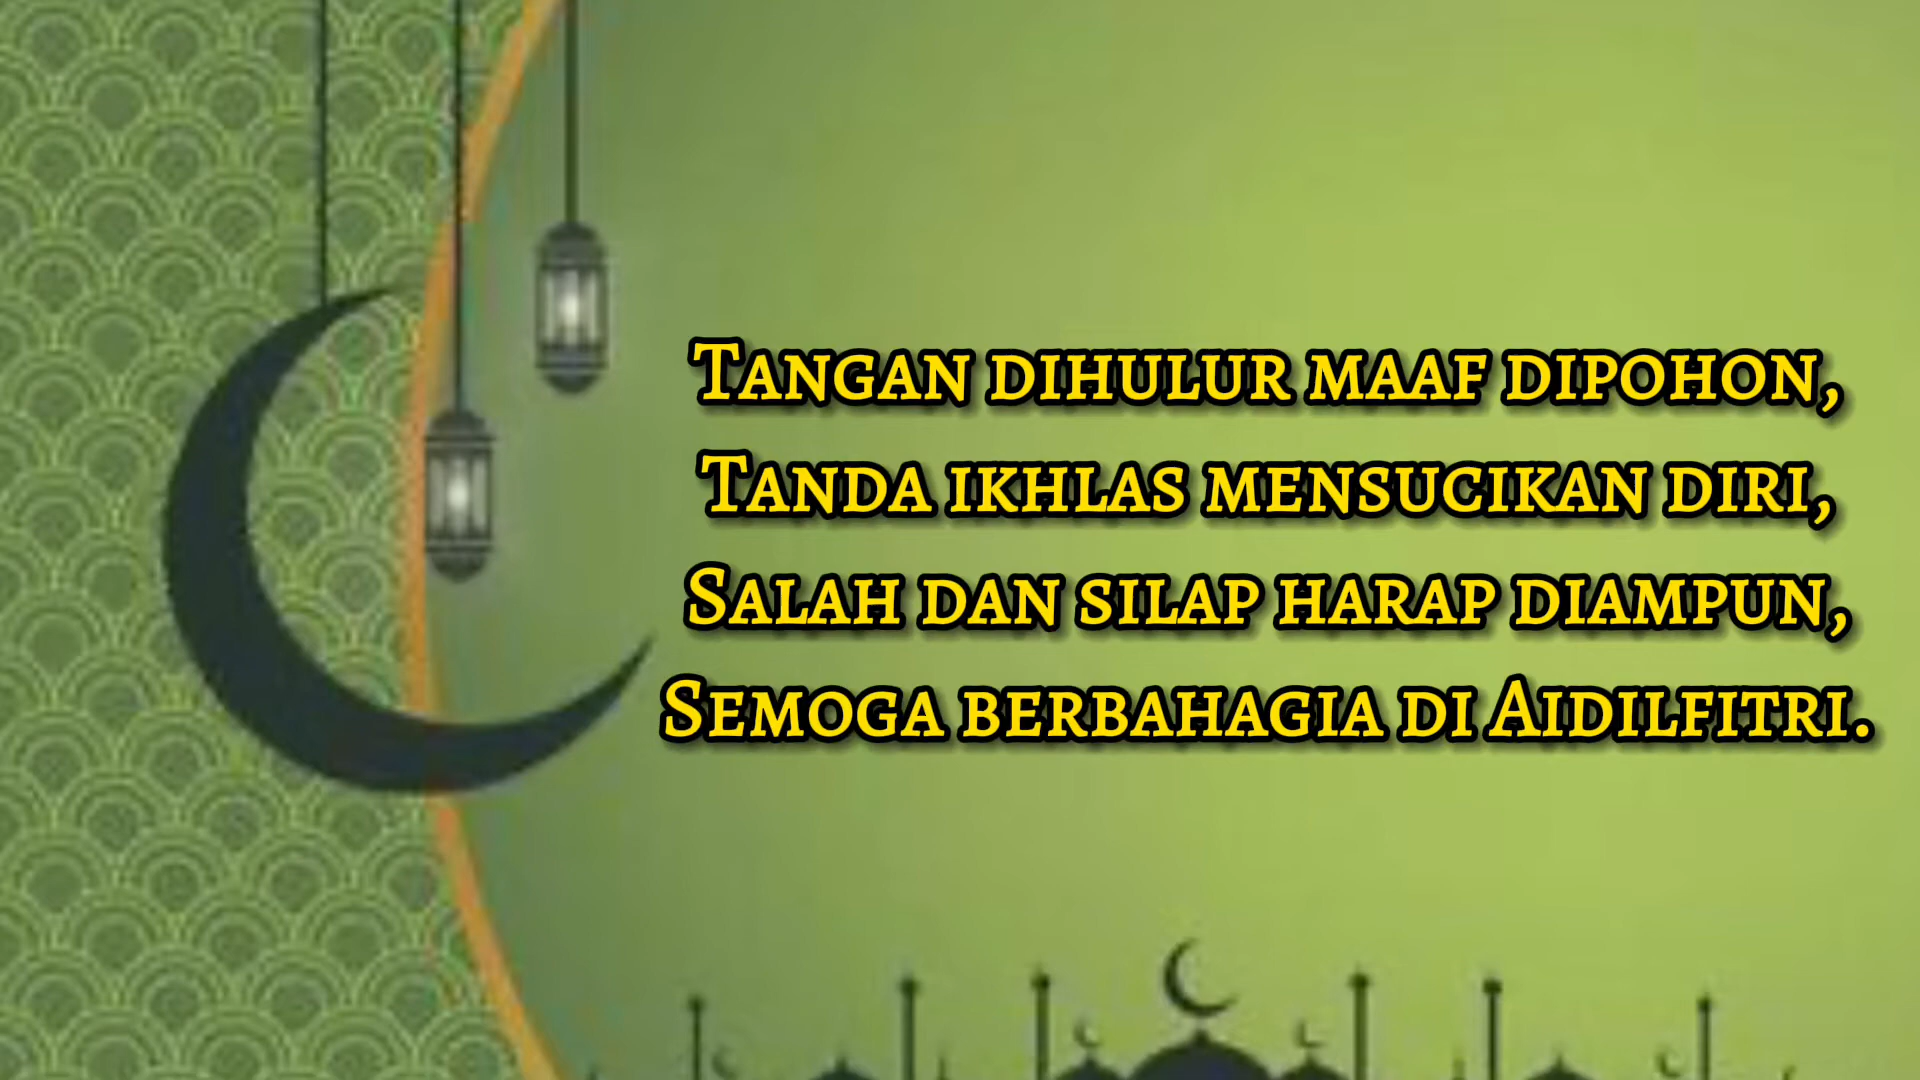 Tangan dihulur maaf dipohon,
Tanda ikhlas mensucikan diri,
Salah dan silap harap diampun,
Semoga berbahagia di Aidilfitri.